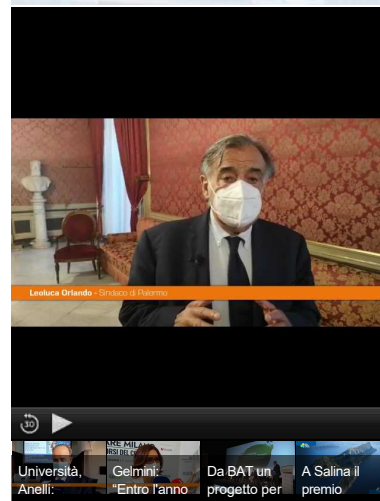 Leoluca Orlando - Sindaco di Palermo
30
Università,
Anelli:
Gelmini:
"Entro l'anno
Da BAT un
progetto per
A Salina il
premio